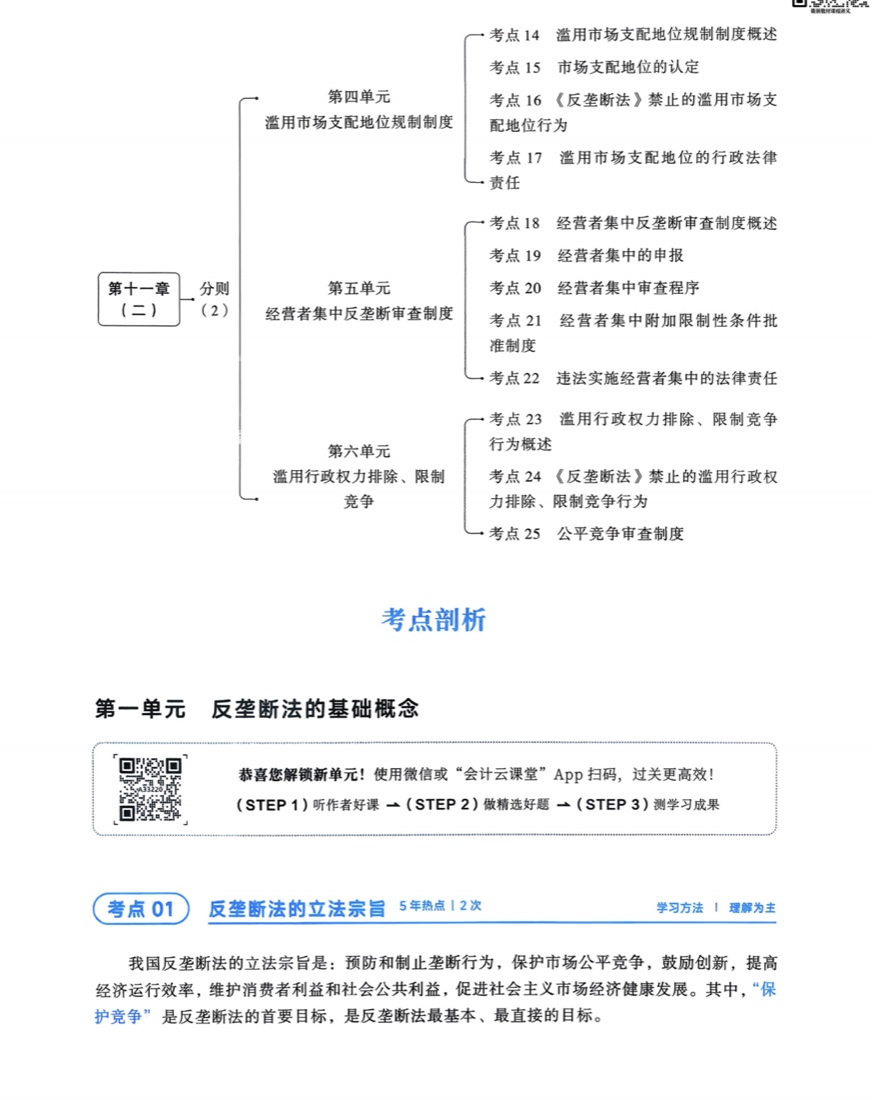 考点 14 滥用市场支配地位规制制度概述
考点 15 市场支配地位的认定
第四单元
滥用市场支配地位规制制度
考点 16 《反垄断法》禁止的滥用市场支
配地位行为
考点 17 滥用市场支配地位的行政法律
责任
考点 18 经营者集中反垄断审查制度概述
考点 19 经营者集中的申报
第十一章
（二）
分则
（2）
第五单元
经营者集中反垄断审查制度
考点 20 经营者集中审查程序
考点 21 经营者集中附加限制性条件批
准制度
考点 22 违法实施经营者集中的法律责任
考点 23 滥用行政权力排除、限制竞争
行为概述
第六单元
滥用行政权力排除、限制
竞争
考点 24 《反垄断法》禁止的滥用行政权
力排除、限制竞争行为
考点 25 公平竞争审查制度
考点剖析
第一单元 反垄断法的基础概念
恭喜您解锁新单元！使用微信或“会计云课堂”App 扫码，过关更高效！
（STEP 1）听作者好课 ⇀（STEP 2）做精选好题 ⇀（STEP 3）测学习成果
考点 01 反垄断法的立法宗旨 5 年热点 | 2 次 学习方法 | 理解为主
我国反垄断法的立法宗旨是：预防和制止垄断行为，保护市场公平竞争，鼓励创新，提高
经济运行效率，维护消费者利益和社会公共利益，促进社会主义市场经济健康发展。其中，“保
护竞争”是反垄断法的首要目标，是反垄断法最基本、最直接的目标。